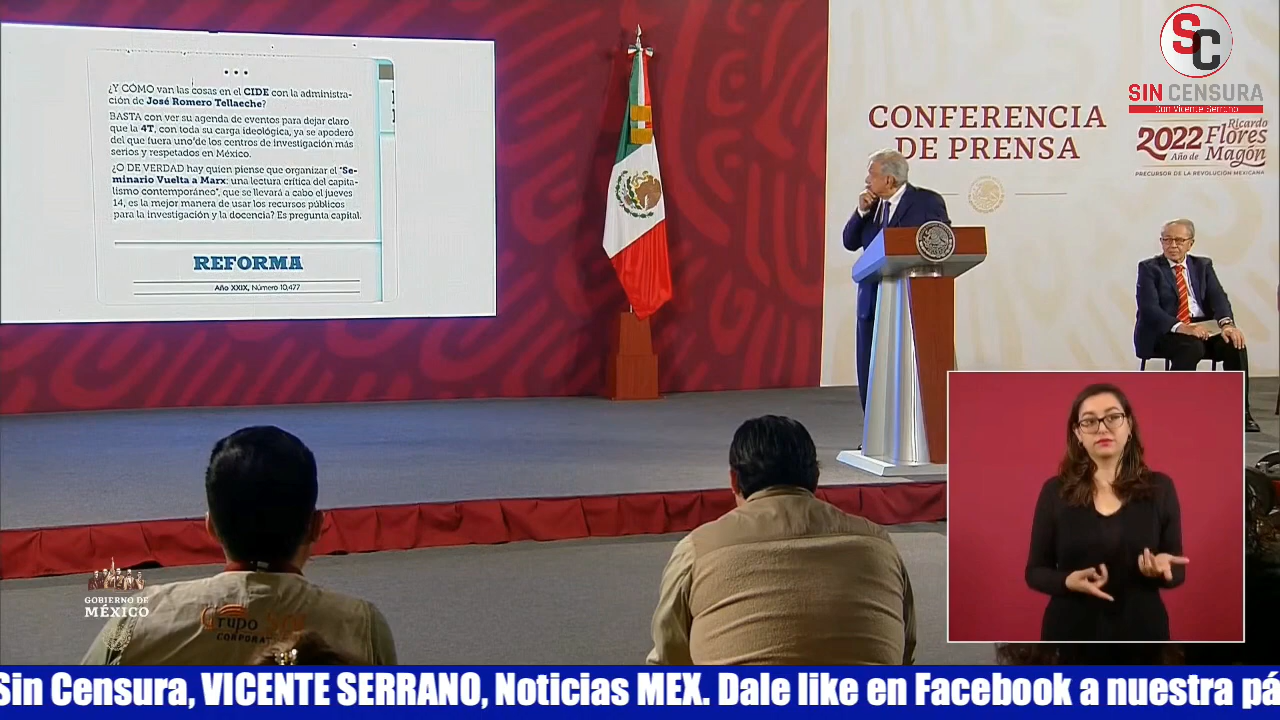 ¿Y CÓMO van las cosas en el CIDE con la administra-
ción de José Romero Tellaeche?
BASTA con ver su agenda de eventos para dejar claro
que la 4T, con toda su carga ideológica, ya se apoderó
del que fuera uno de los centros de investigación más
serios y respetados en México.
¿O DE VERDAD hay quien piense que organizar el "Se-
minario Vuelta a Marx: una lectura crítica del capita-
lismo contemporáneo", que se llevará a cabo el jueves
14, es la mejor manera de usar los recursos públicos
para la investigación y la docencia? Es pregunta capital.
REFORMA
Año XXIX, Número 10,477
SC
SIN CENSURA
Con Vicente Serrano
CONFERENCIA
DE PRENSA
2022 Ricardo
Año de Flores
Magón
PRECURSOR DE LA REVOLUCIÓN MEXICANA
GOBIERNO DE
MÉXICO
Grupo
Sin Censura, VICENTE SERRANO, Noticias MEX. Dale like en Facebook a nuestra pá